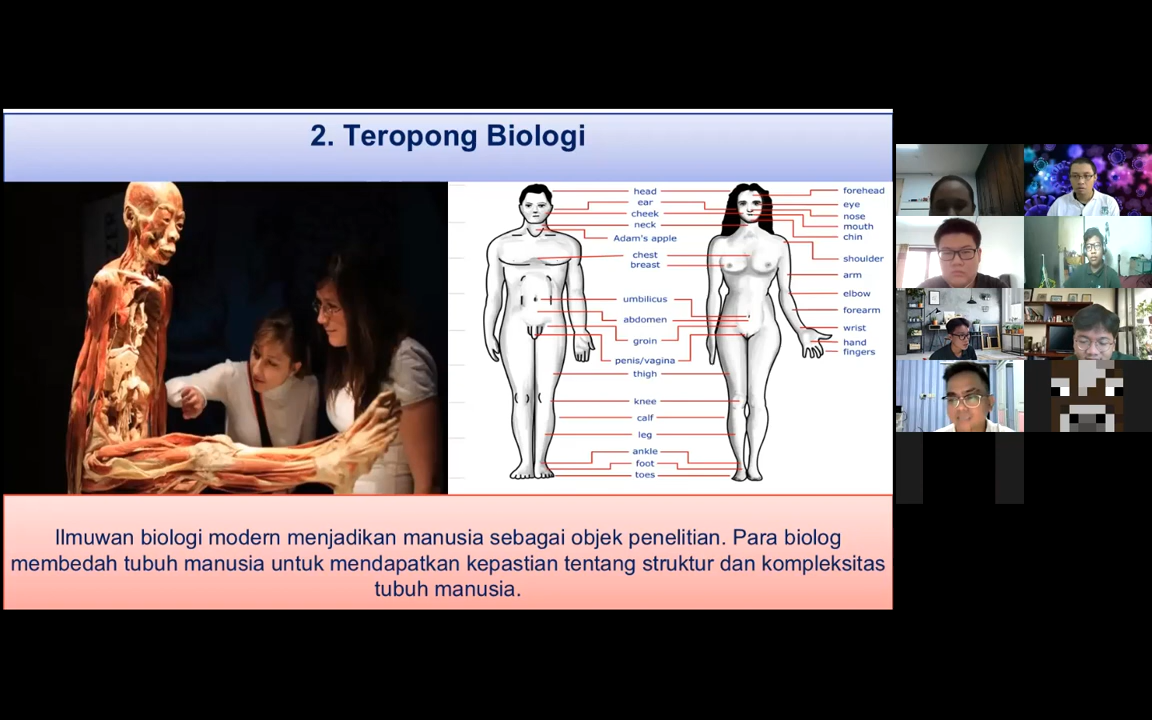 2. Teropong Biologi
head
ear
cheek
neck
Adam's apple
chest
breast
umbilicus
abdomen
groin
penis/vagina
thigh
knee
calf
leg
ankle
foot
toes
forehead
eye
nose
mouth
chin
shoulder
arm
elbow
forearm
wrist
hand
fingers
Ilmuwan biologi modern menjadikan manusia sebagai objek penelitian. Para biolog
membedah tubuh manusia untuk mendapatkan kepastian tentang struktur dan kompleksitas
tubuh manusia.